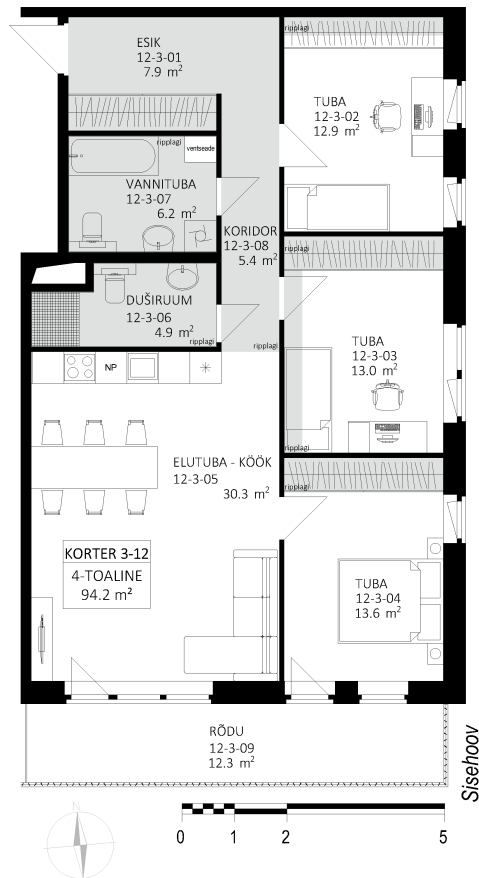 ESIK
12-3-01
7.9 m²
ripplagi
TUBA
12-3-02
12.9 m²
ripplagi
ventseade
VANNITUBA
12-3-07
6.2 m²
KORIDOR
12-3-08
5.4 m²
ripplagi
DUŠIRUUM
12-3-06
4.9 m²
ripplagi
ripplagi
TUBA
12-3-03
13.0 m²
ripplagi
NP
ELUTUBA - KÖÖK
12-3-05
30.3 m²
ripplagi
KORTER 3-12
4-TOALINE
94.2 m²
TUBA
12-3-04
13.6 m²
RÕDU
12-3-09
12.3 m²
Sisehoov
N
0 1 2 5